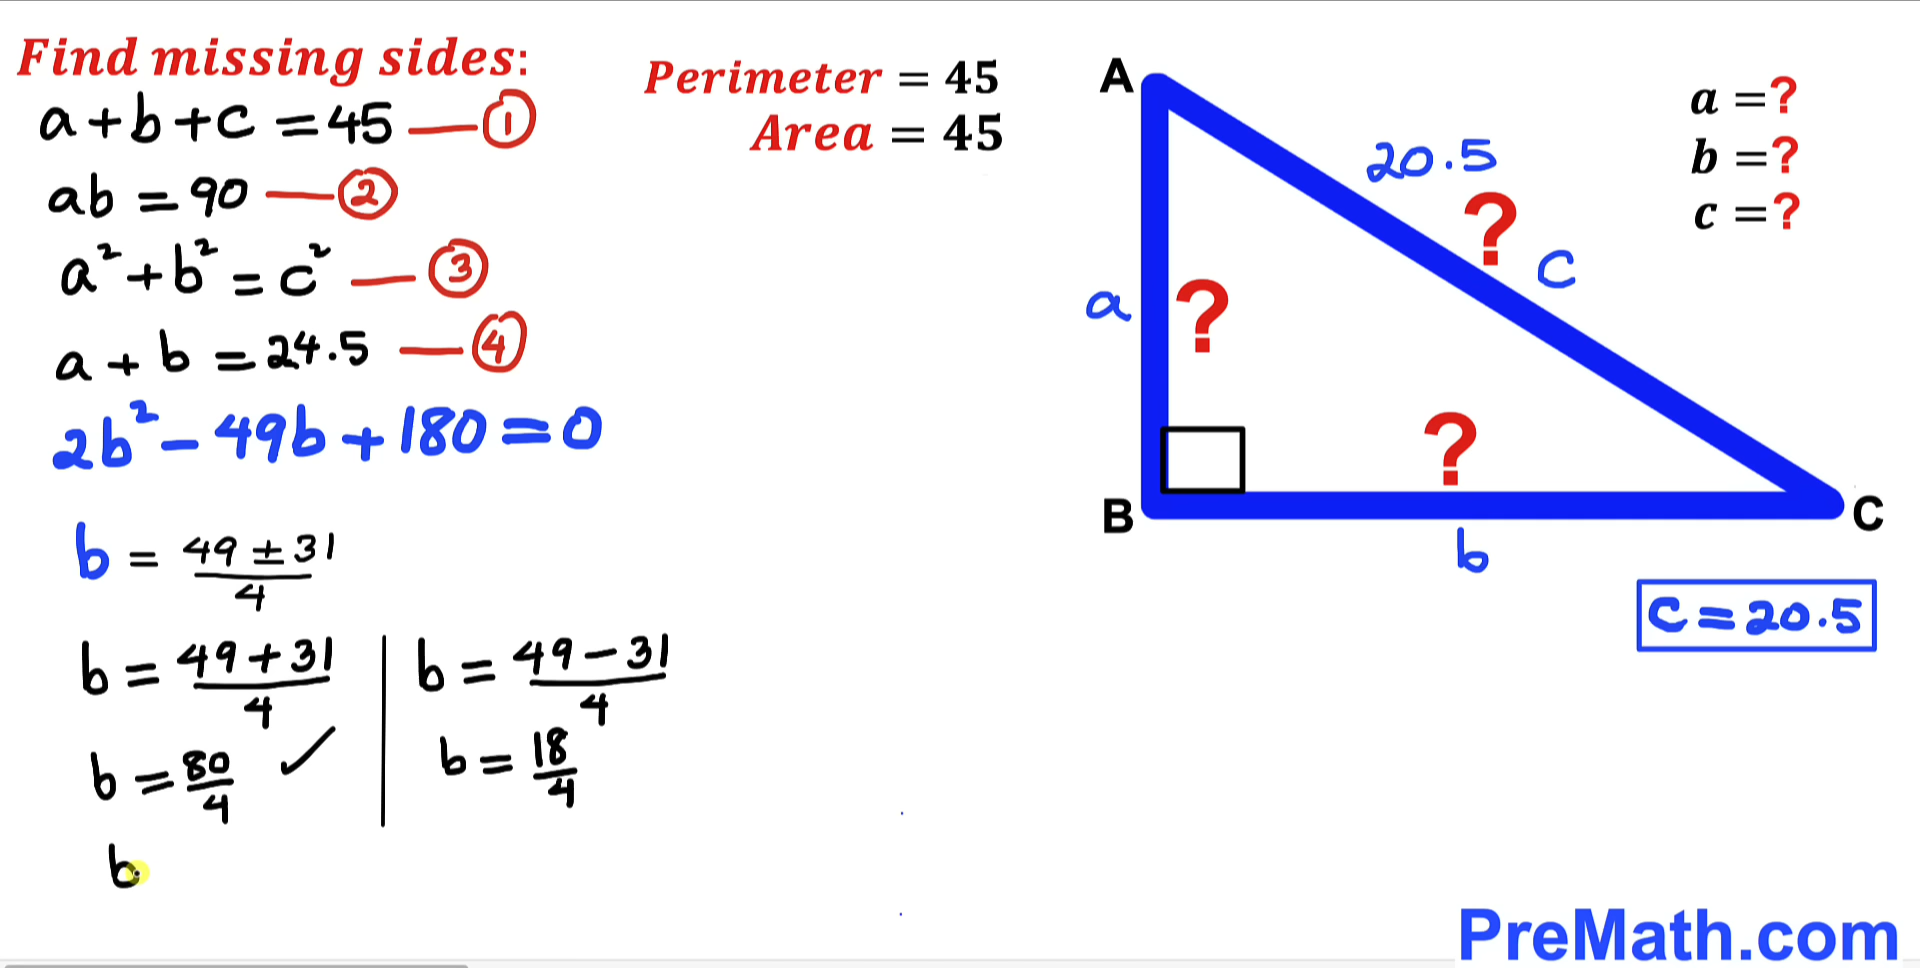 Find missing sides:
a + b + c = 45 — ①
ab = 90 — ②
a² + b² = c² — ③
a + b = 24.5 — ④
2b² - 49b + 180 = 0
b = (49 ± 31)/4
b = (49 + 31)/4
b = 80/4 ✓
b
b = (49 - 31)/4
b = 18/4
Perimeter = 45
Area = 45
A
20.5
?
c
a
?
?
B
C
b
a = ?
b = ?
c = ?
c = 20.5
PreMath.com